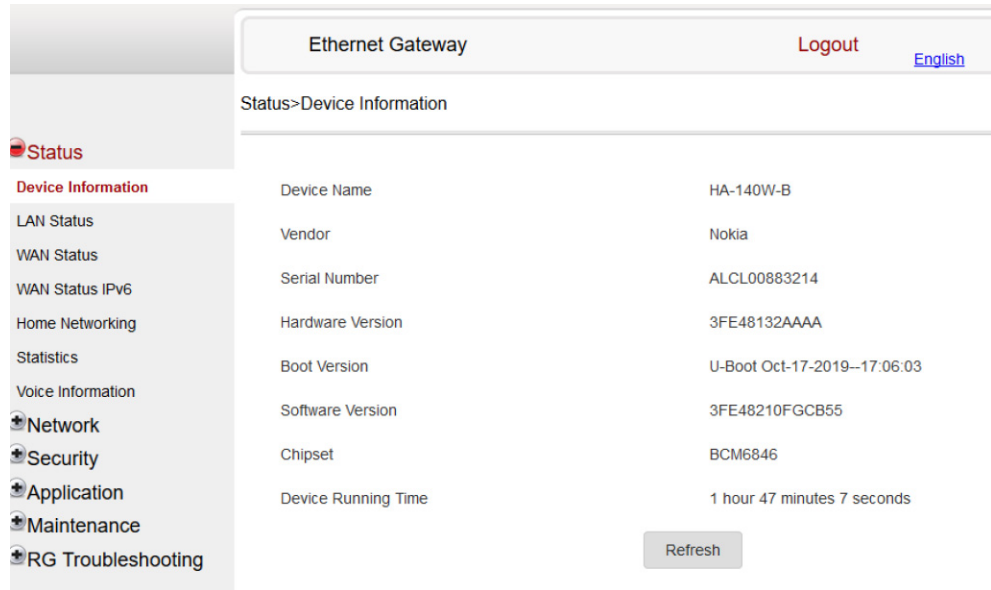 Ethernet Gateway
Logout
English
Status>Device Information
Status
Device Information
LAN Status
WAN Status
WAN Status IPv6
Home Networking
Statistics
Voice Information
Network
Security
Application
Maintenance
RG Troubleshooting
Device Name HA-140W-B
Vendor Nokia
Serial Number ALCL00883214
Hardware Version 3FE48132AAAA
Boot Version U-Boot Oct-17-2019--17:06:03
Software Version 3FE48210FGCB55
Chipset BCM6846
Device Running Time 1 hour 47 minutes 7 seconds
Refresh